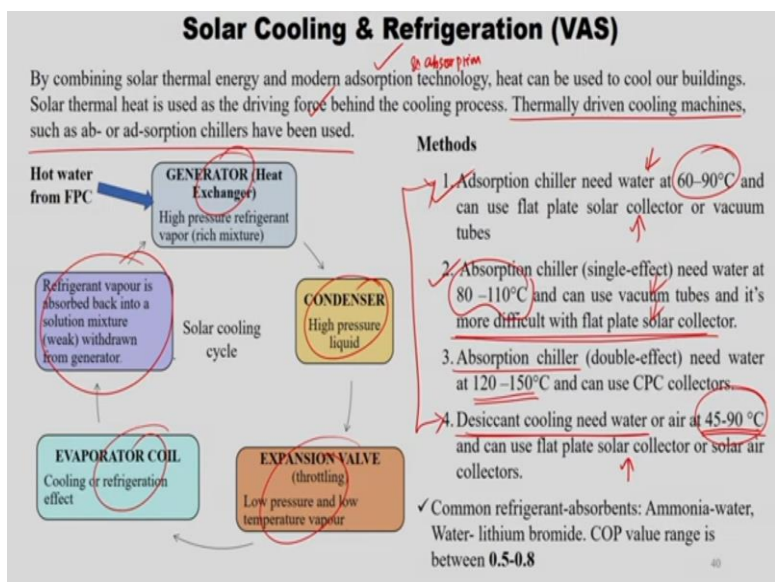 Solar Cooling & Refrigeration (VAS)
& absorption
By combining solar thermal energy and modern adsorption technology, heat can be used to cool our buildings.
Solar thermal heat is used as the driving force behind the cooling process. Thermally driven cooling machines,
such as ab- or ad-sorption chillers have been used.
Hot water
from FPC
GENERATOR (Heat
Exchanger)
High pressure refrigerant
vapor (rich mixture)
CONDENSER
High pressure
liquid
Refrigerant vapour is
absorbed back into a
solution mixture
(weak) withdrawn
from generator.
Solar cooling
cycle
EVAPORATOR COIL
Cooling or refrigeration
effect
EXPANSION VALVE
(throttling)
Low pressure and low
temperature vapour
Methods
1. Adsorption chiller need water at 60–90°C and
can use flat plate solar collector or vacuum
tubes
2. Absorption chiller (single-effect) need water at
80 –110°C and can use vacuum tubes and it's
more difficult with flat plate solar collector.
3. Absorption chiller (double-effect) need water
at 120 –150°C and can use CPC collectors.
4. Desiccant cooling need water or air at 45-90 °C
and can use flat plate solar collector or solar air
collectors.
✓ Common refrigerant-absorbents: Ammonia-water,
Water- lithium bromide. COP value range is
between 0.5-0.8
40